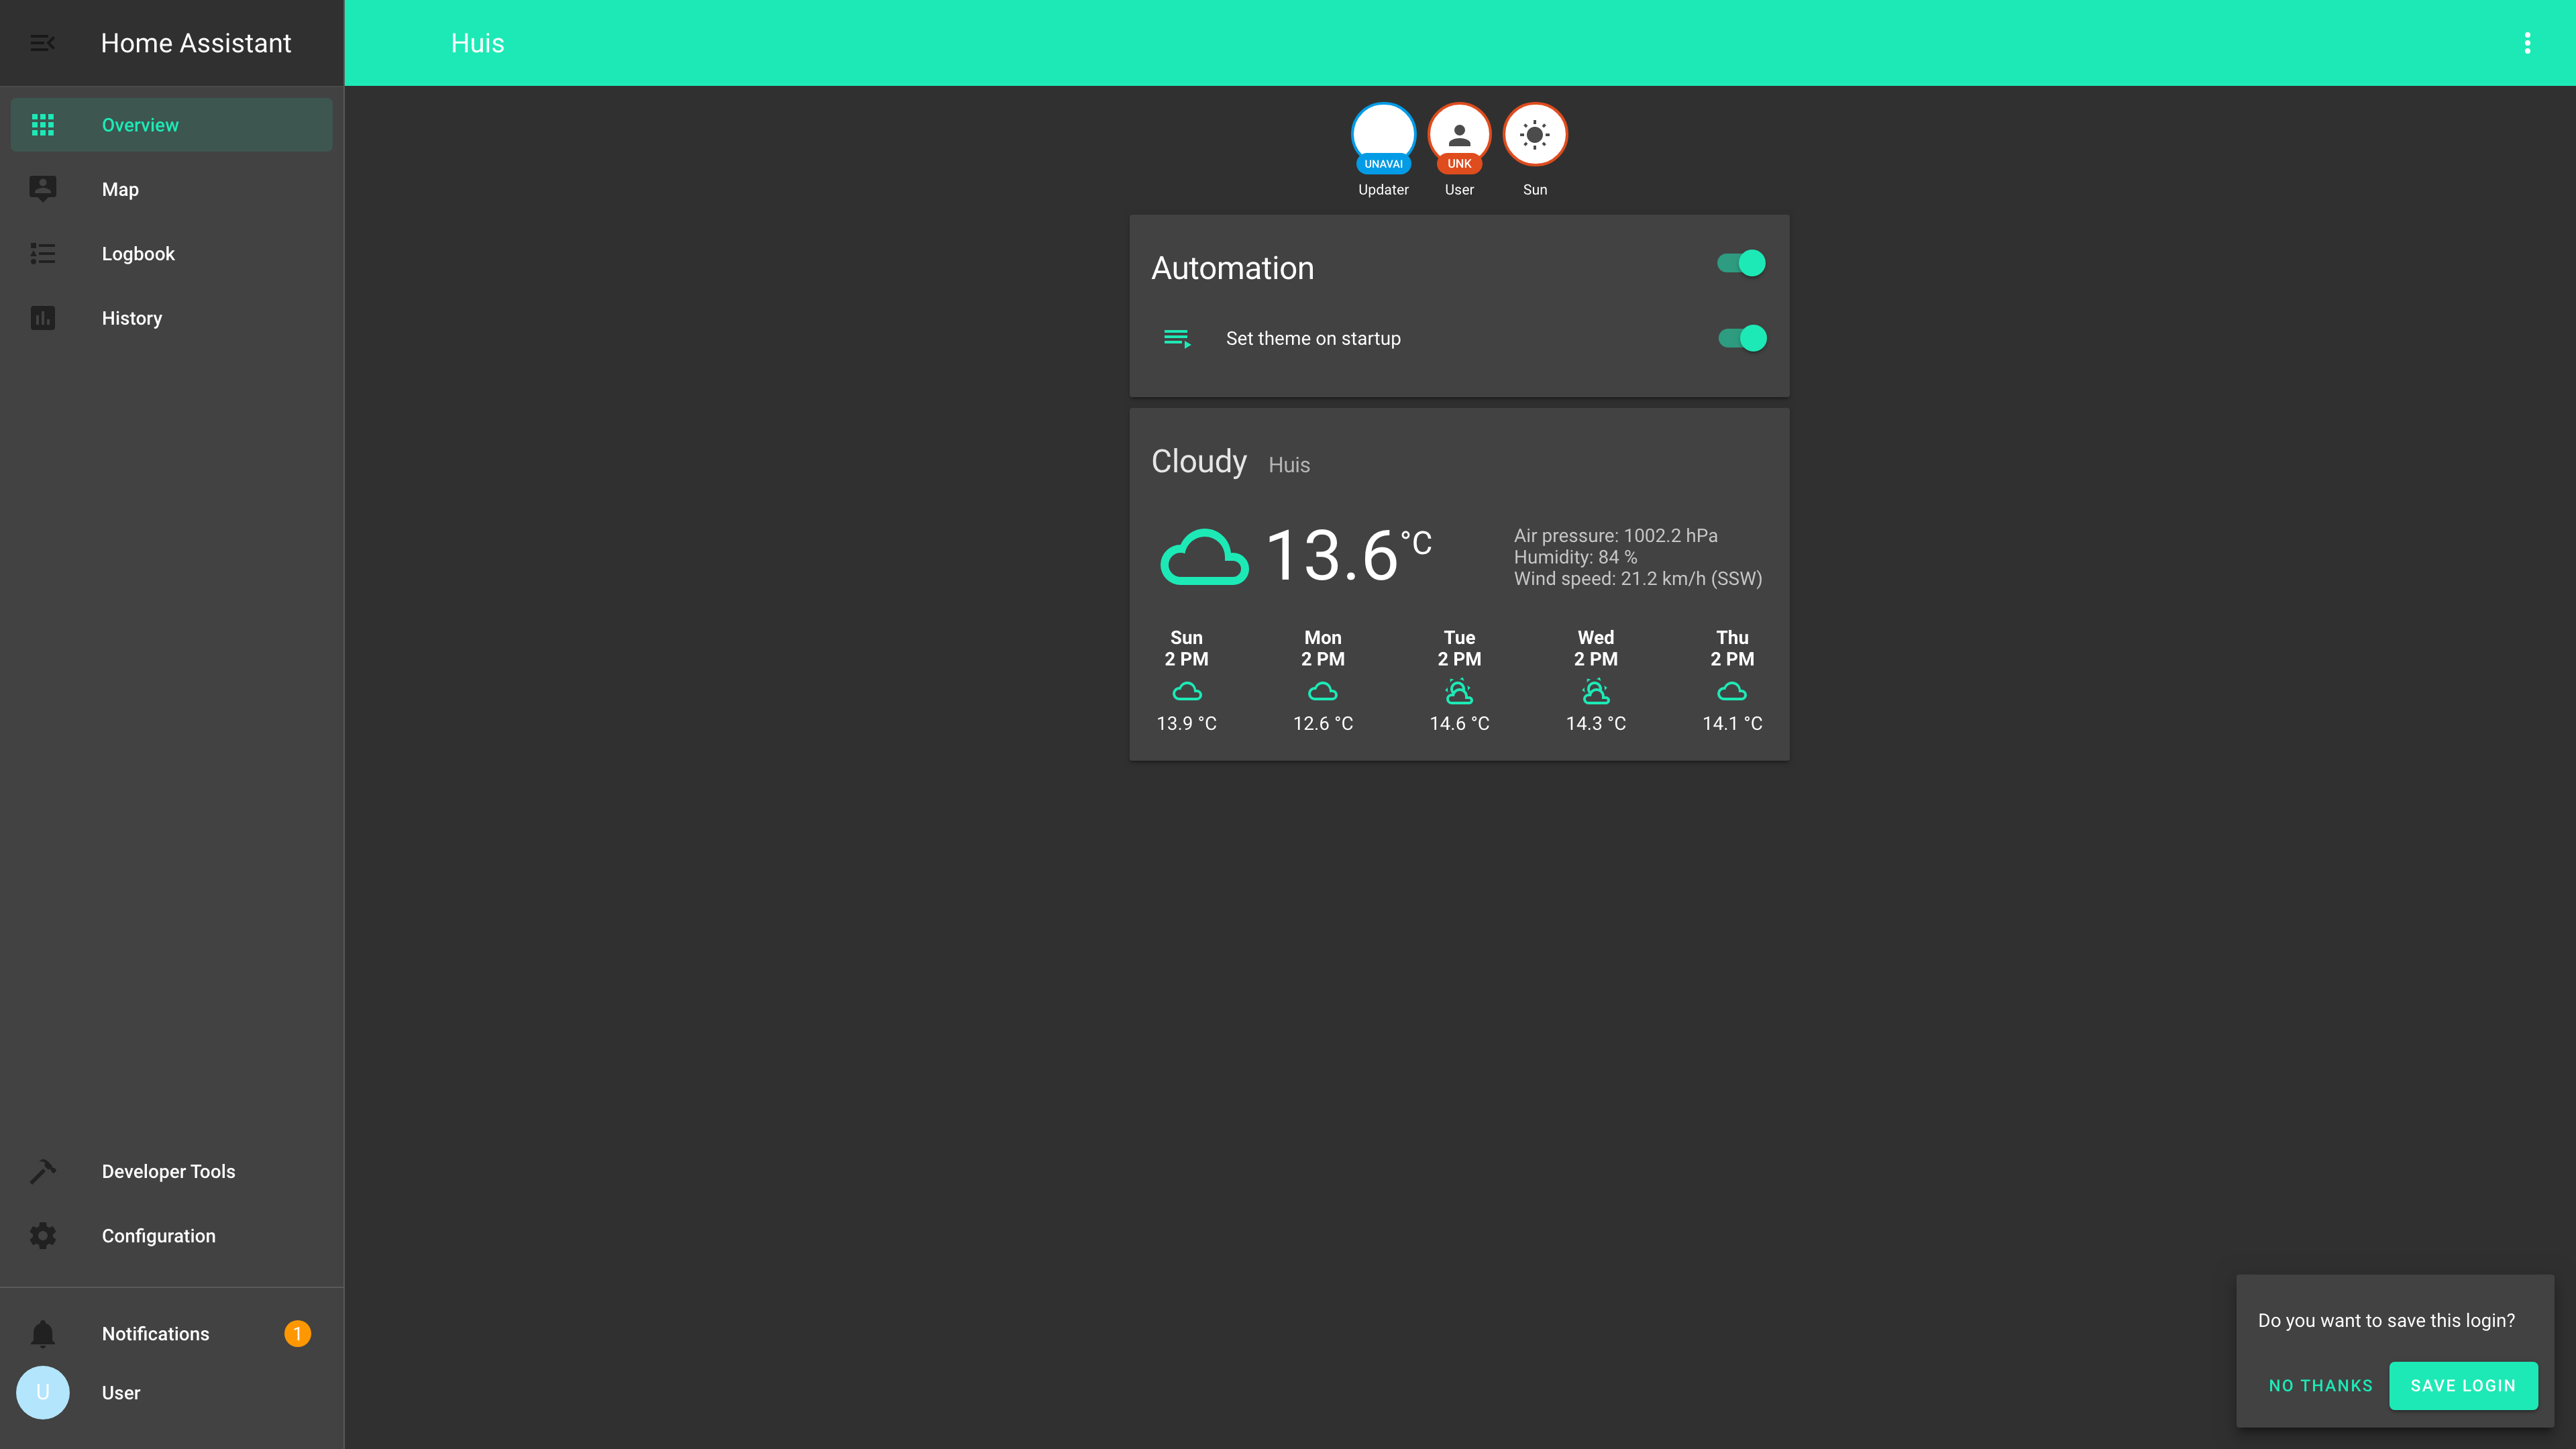 Home Assistant
Huis
Overview
Map
Logbook
History
Developer Tools
Configuration
Notifications
1
U
User
UNAVAI
UNK
Updater
User
Sun
Automation
Set theme on startup
Cloudy Huis
13.6 °C
Air pressure: 1002.2 hPa
Humidity: 84 %
Wind speed: 21.2 km/h (SSW)
Sun Mon Tue Wed Thu
2 PM 2 PM 2 PM 2 PM 2 PM
13.9 °C 12.6 °C 14.6 °C 14.3 °C 14.1 °C
Do you want to save this login?
NO THANKS SAVE LOGIN